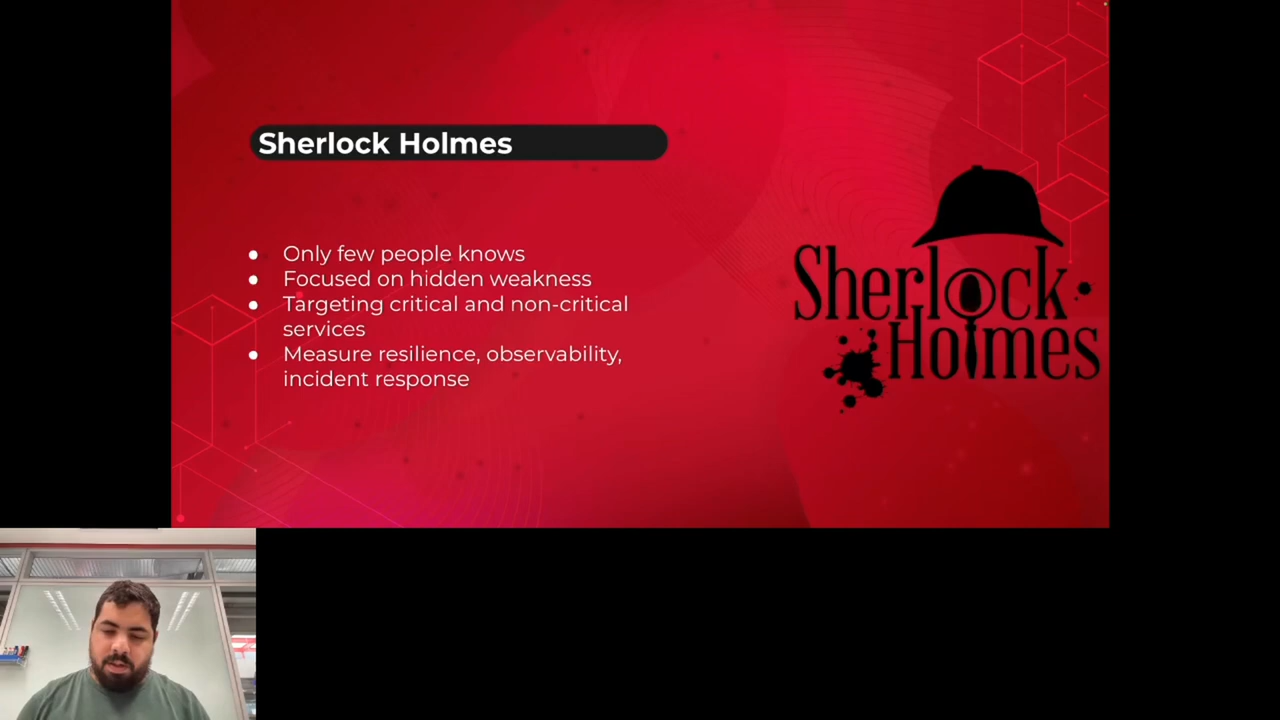 Sherlock Holmes
Only few people knows
Focused on hidden weakness
Targeting critical and non-critical
services
Measure resilience, observability,
incident response
Sherlock
Holmes